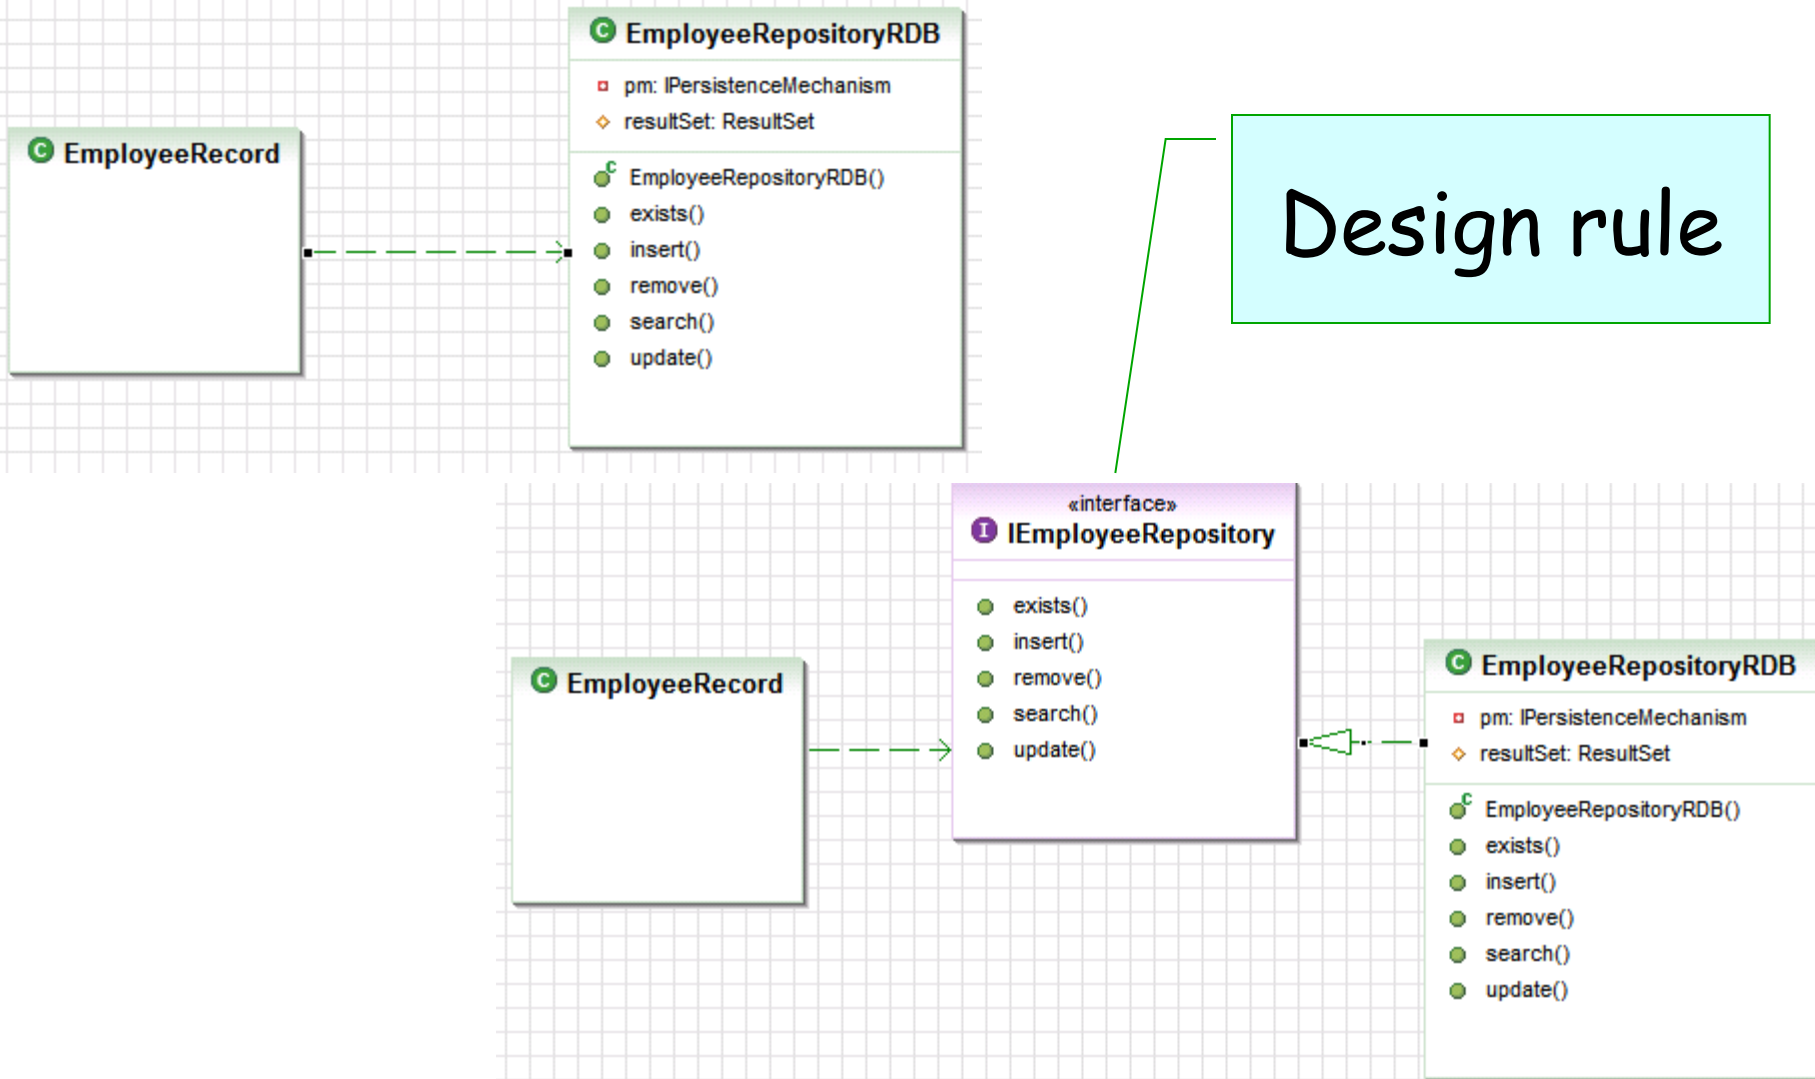 EmployeeRepositoryRDB
pm: IPersistenceMechanism
resultSet: ResultSet
EmployeeRepositoryRDB()
exists()
insert()
remove()
search()
update()
EmployeeRecord
Design rule
«interface»
IEmployeeRepository
exists()
insert()
remove()
search()
update()
EmployeeRecord
EmployeeRepositoryRDB
pm: IPersistenceMechanism
resultSet: ResultSet
EmployeeRepositoryRDB()
exists()
insert()
remove()
search()
update()